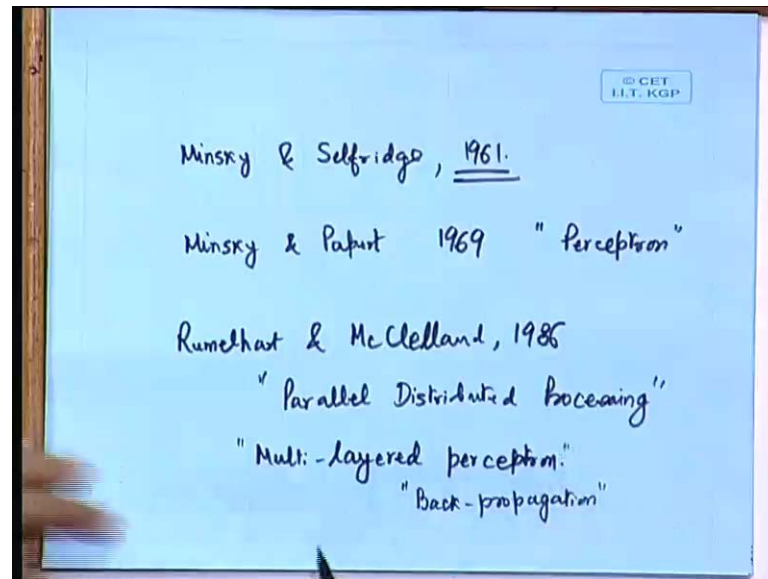 © CET
I.I.T. KGP
Minsky & Selfridge, 1961.
Minsky & Papert 1969 "Perceptron"
Rumelhart & McClelland, 1986
"Parallel Distributed Processing"
"Multi-layered perceptron."
"Back-propagation"